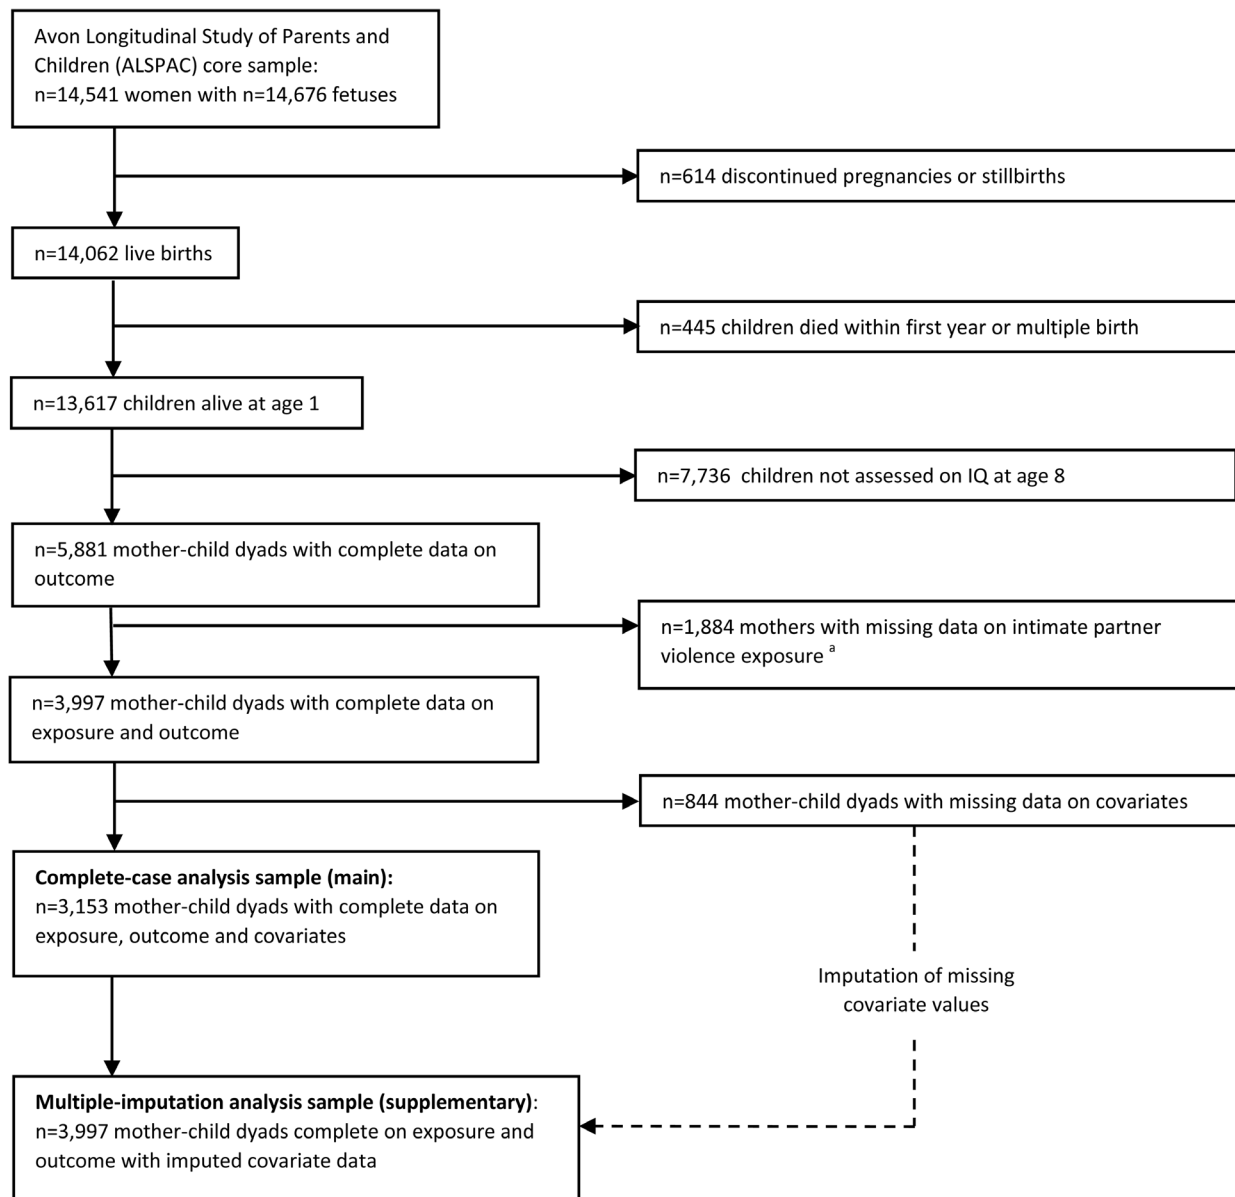 Avon Longitudinal Study of Parents and
Children (ALSPAC) core sample:
n=14,541 women with n=14,676 fetuses
n=614 discontinued pregnancies or stillbirths
n=14,062 live births
n=445 children died within first year or multiple birth
n=13,617 children alive at age 1
n=7,736 children not assessed on IQ at age 8
n=5,881 mother-child dyads with complete data on
outcome
n=1,884 mothers with missing data on intimate partner
violence exposure a
n=3,997 mother-child dyads with complete data on
exposure and outcome
n=844 mother-child dyads with missing data on covariates
Complete-case analysis sample (main):
n=3,153 mother-child dyads with complete data on
exposure, outcome and covariates
Imputation of missing
covariate values
Multiple-imputation analysis sample (supplementary):
n=3,997 mother-child dyads complete on exposure and
outcome with imputed covariate data